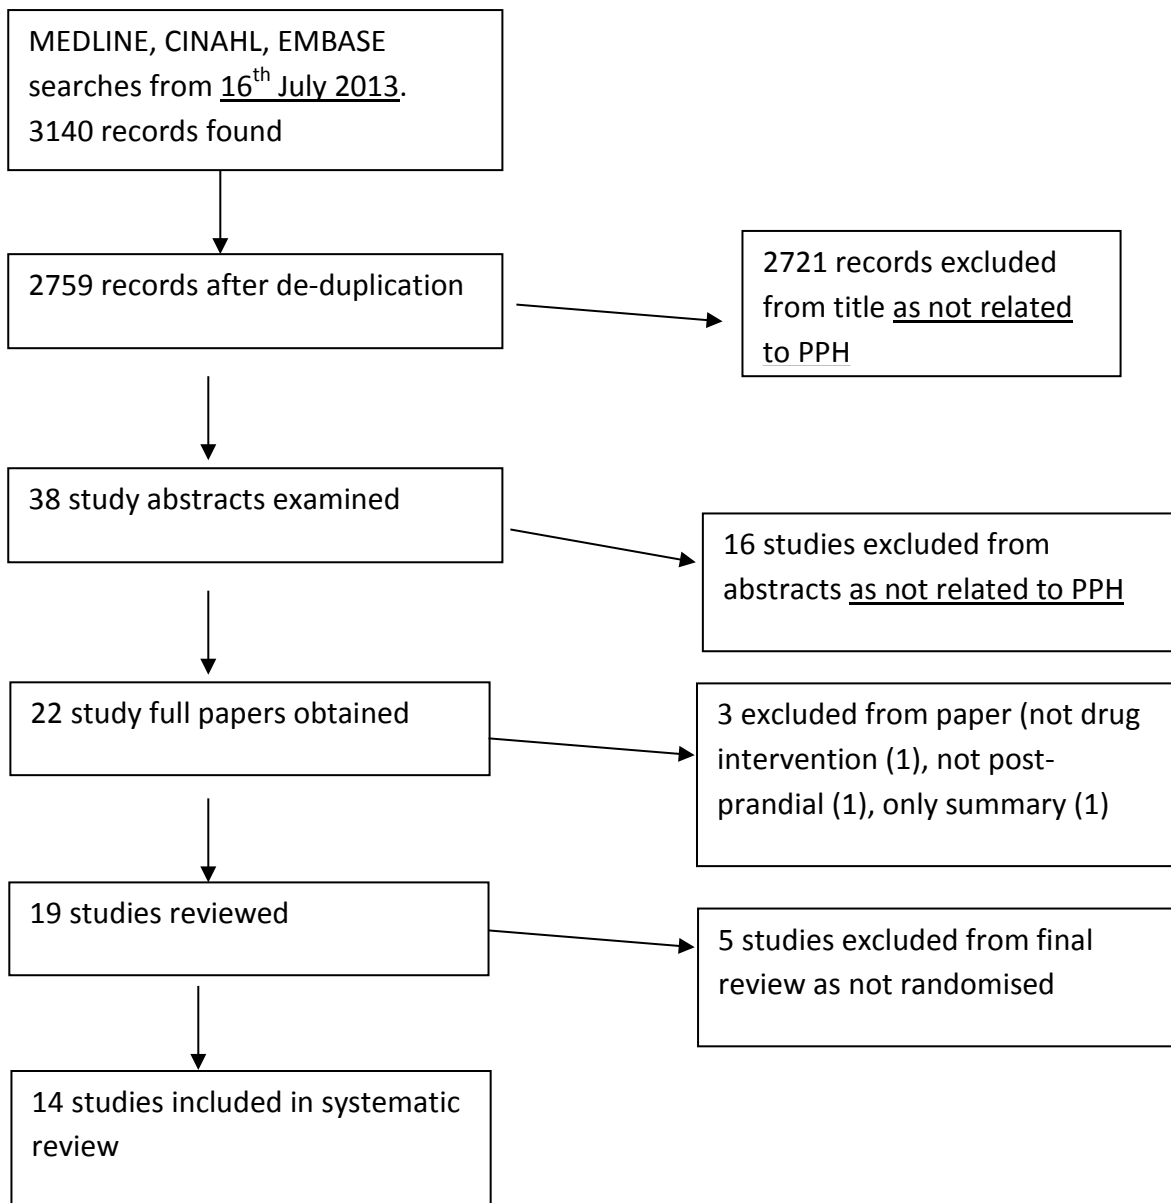 MEDLINE, CINAHL, EMBASE
searches from 16th July 2013.
3140 records found
2759 records after de-duplication
2721 records excluded
from title as not related
to PPH
38 study abstracts examined
16 studies excluded from
abstracts as not related to PPH
22 study full papers obtained
3 excluded from paper (not drug
intervention (1), not post-
prandial (1), only summary (1)
19 studies reviewed
5 studies excluded from final
review as not randomised
14 studies included in systematic
review